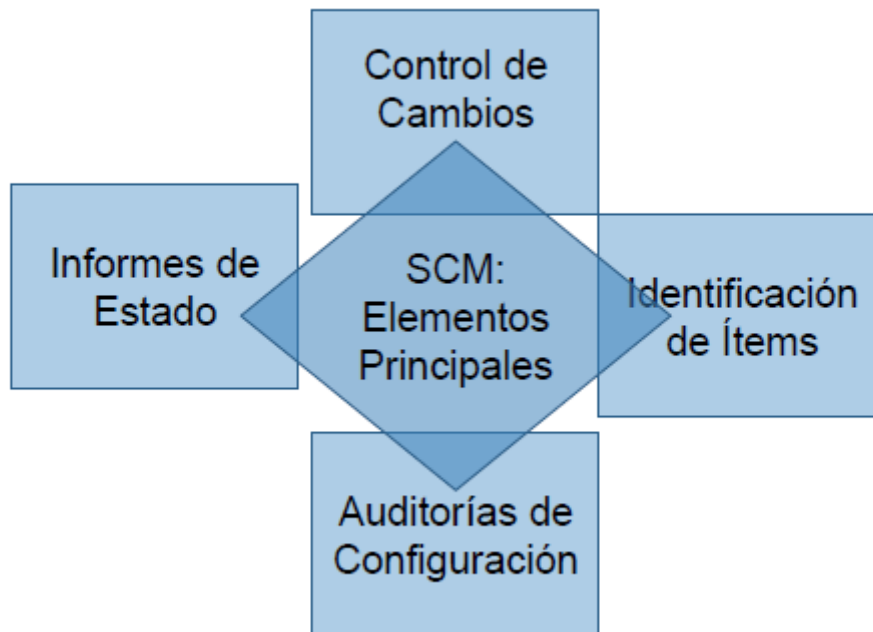 Control de
Cambios
Informes de
Estado
SCM:
Elementos
Principales
Identificación
de Ítems
Auditorías de
Configuración